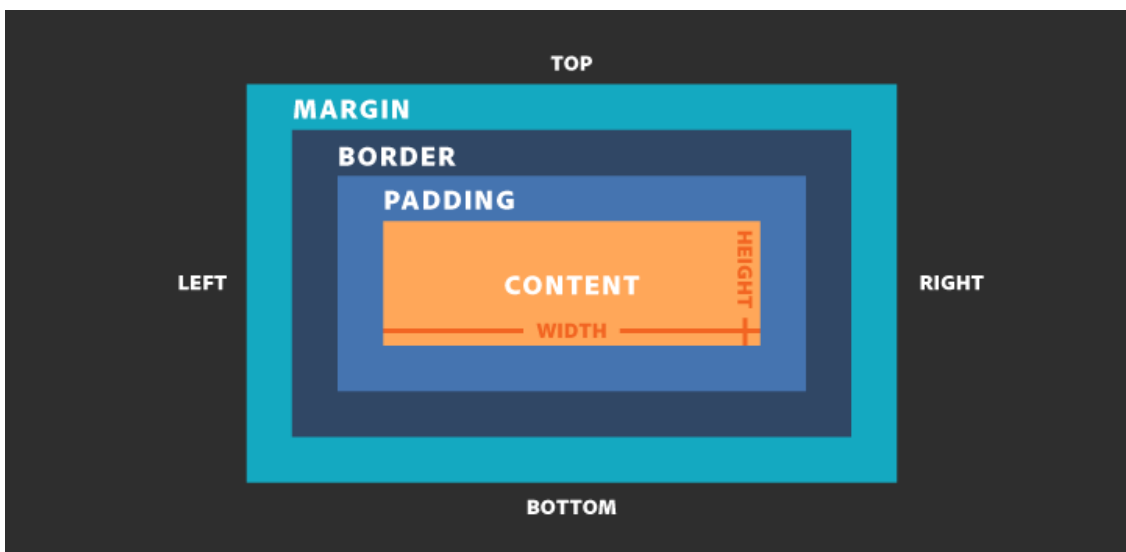 TOP
MARGIN
BORDER
PADDING
HEIGHT
LEFT
CONTENT
RIGHT
WIDTH
BOTTOM